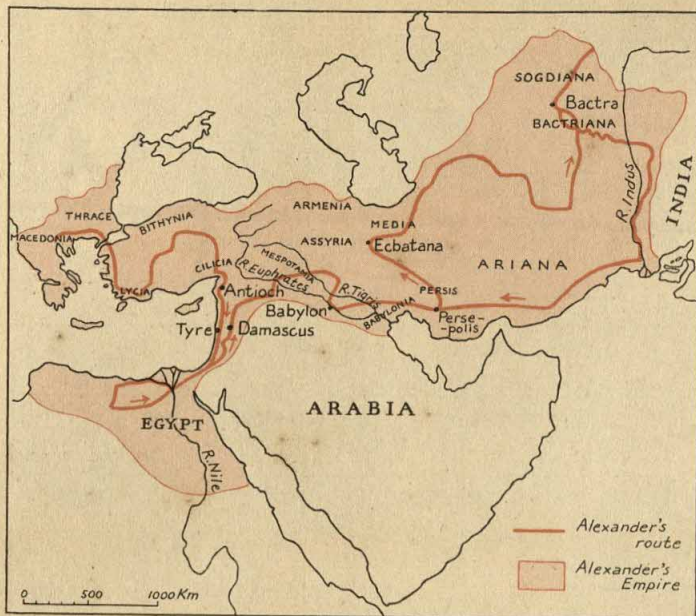 SOGDIANA
Bactra
BACTRIANA
R. Indus
INDIA
THRACE
MACEDONIA
BITHYNIA
ARMENIA
MEDIA
ASSYRIA
Ecbatana
ARIANA
CILICIA
MESPOTAMIA
R. Euphrates
LYCIA
Antioch
R. Tigris
PERSIS
Babylon
BABYLONIA
Perse-
-polis
Tyre
Damascus
ARABIA
EGYPT
R. Nile
Alexander's
route
Alexander's
Empire
0 500 1000 Km